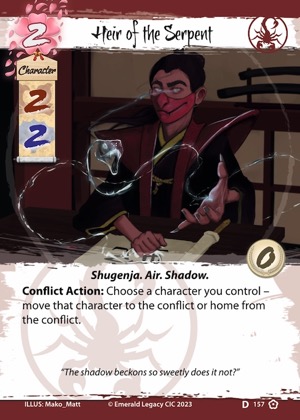 2
Heir of the Serpent
Character
2
2
0
Shugenja. Air. Shadow.
Conflict Action: Choose a character you control –
move that character to the conflict or home from
the conflict.
"The shadow beckons so sweetly does it not?"
ILLUS: Mako_Matt © Emerald Legacy CIC 2023 D 157